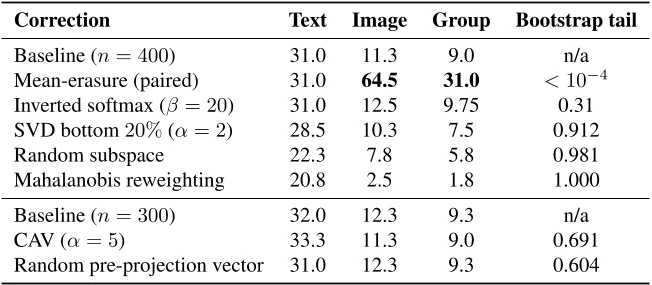 Correction Text Image Group Bootstrap tail
Baseline (n = 400) 31.0 11.3 9.0 n/a
Mean-erasure (paired) 31.0 64.5 31.0 < 10⁻⁴
Inverted softmax (β = 20) 31.0 12.5 9.75 0.31
SVD bottom 20% (α = 2) 28.5 10.3 7.5 0.912
Random subspace 22.3 7.8 5.8 0.981
Mahalanobis reweighting 20.8 2.5 1.8 1.000
Baseline (n = 300) 32.0 12.3 9.3 n/a
CAV (α = 5) 33.3 11.3 9.0 0.691
Random pre-projection vector 31.0 12.3 9.3 0.604